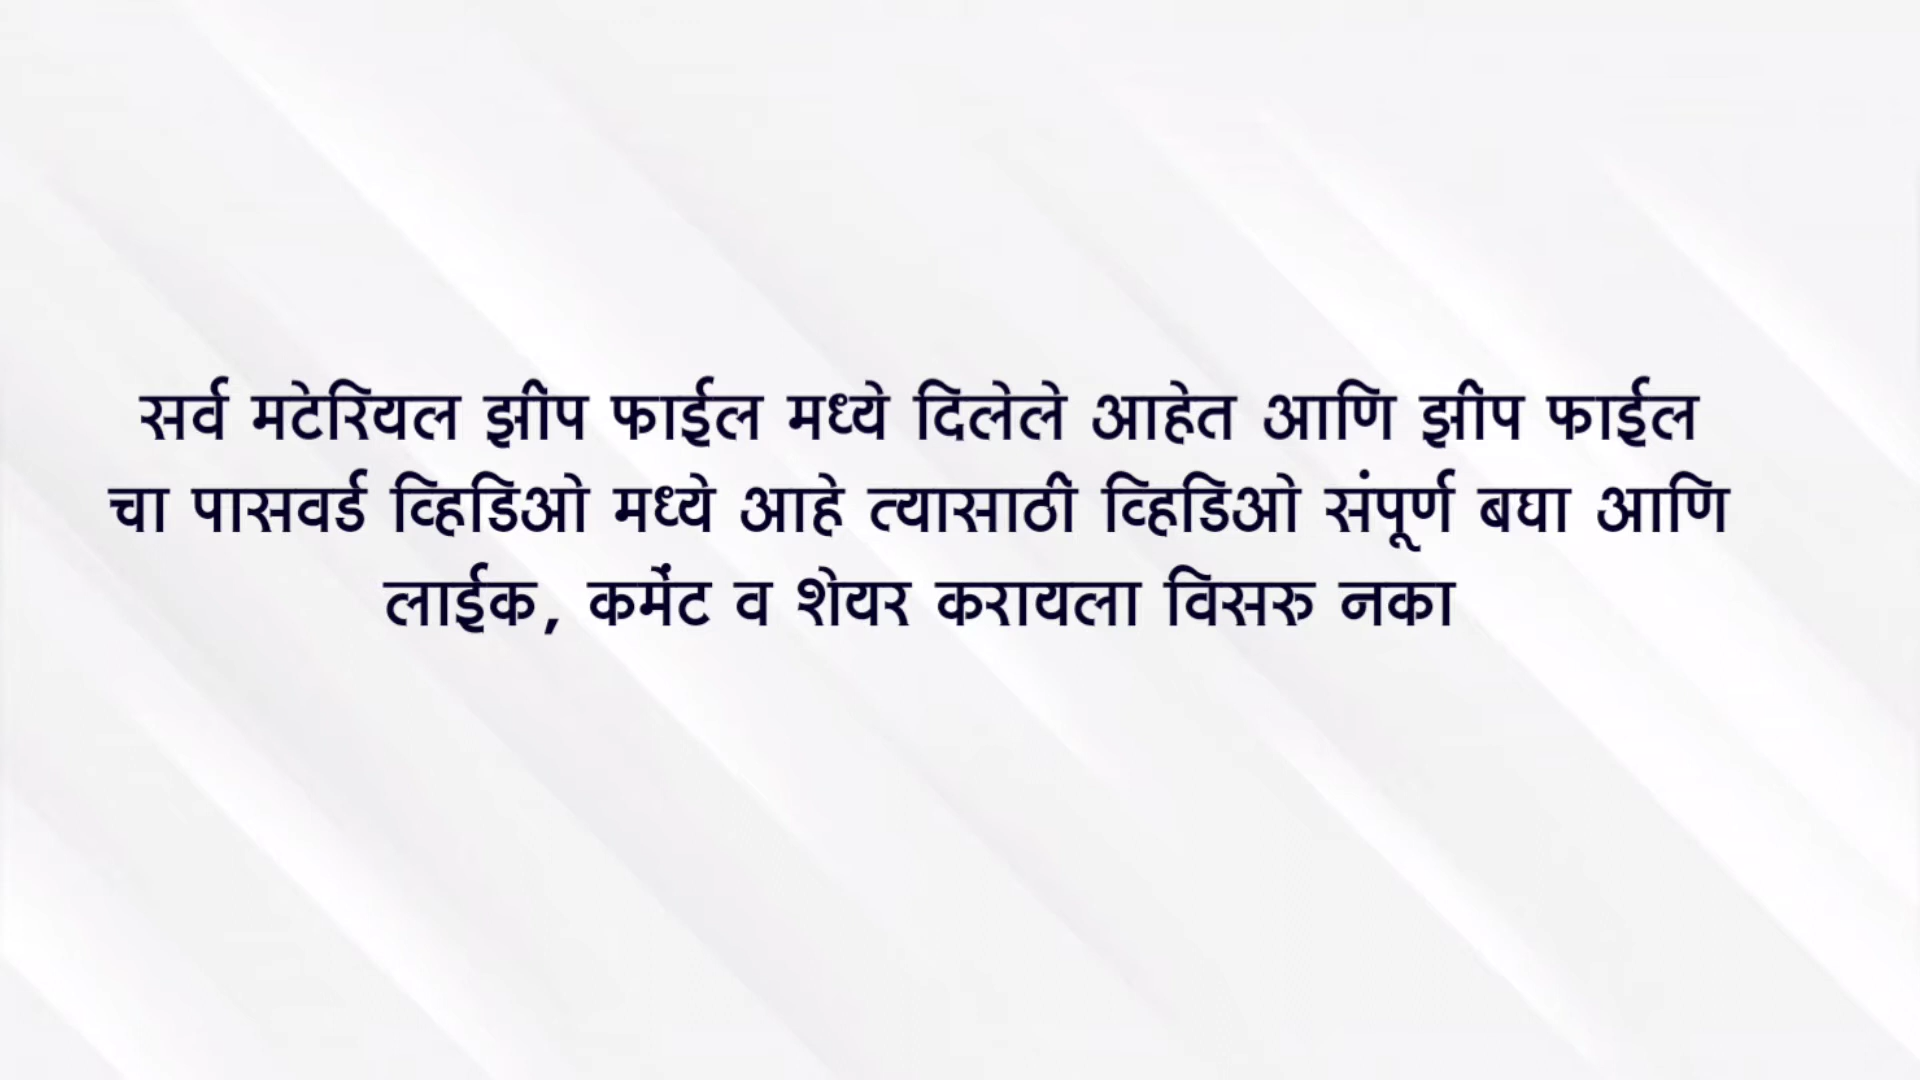 सर्व मटेरियल झीप फाईल मध्ये दिलेले आहेत आणि झीप फाईल
चा पासवर्ड व्हिडिओ मध्ये आहे त्यासाठी व्हिडिओ संपूर्ण बघा आणि
लाईक, कमेंट व शेयर करायला विसरु नका